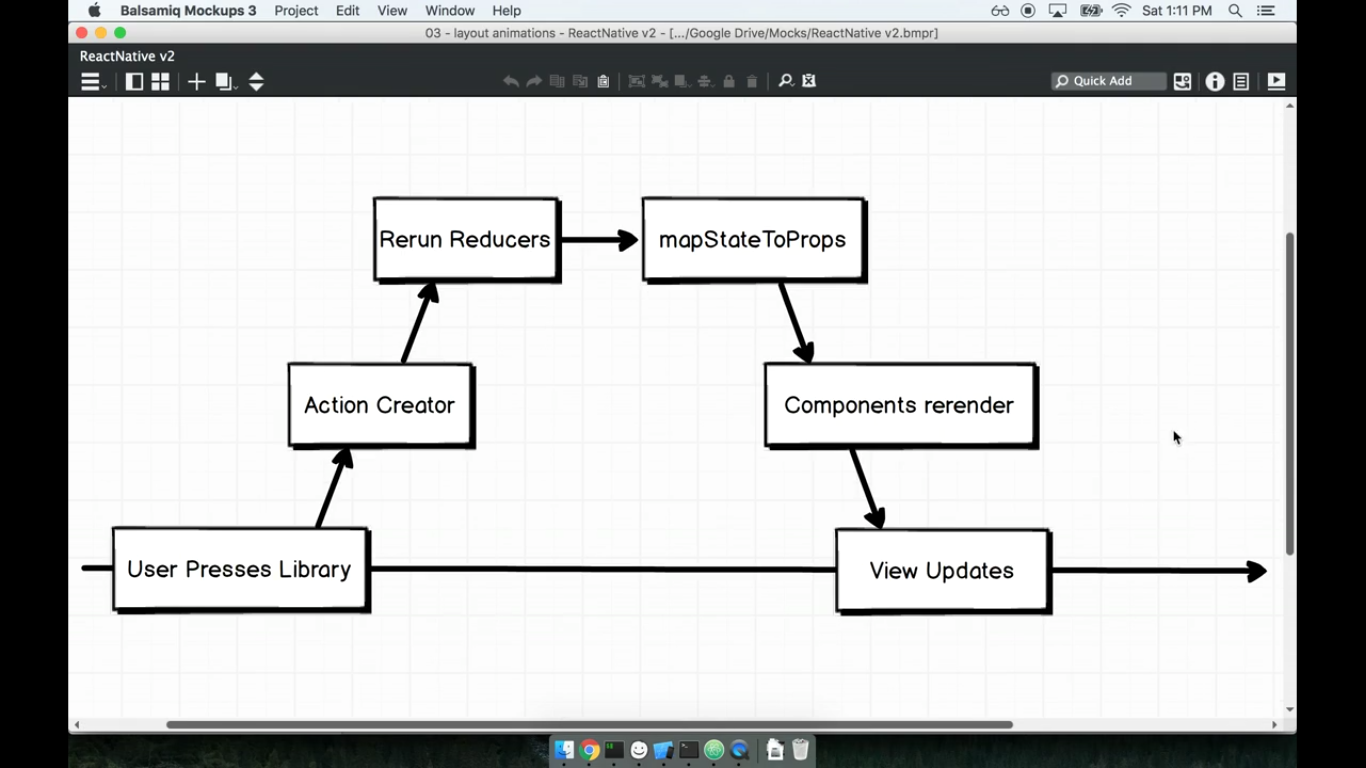 Balsamiq Mockups 3 Project Edit View Window Help Sat 1:11 PM
03 - layout animations - ReactNative v2 - [.../Google Drive/Mocks/ReactNative v2.bmpr]
ReactNative v2
Quick Add
Rerun Reducers
mapStateToProps
Action Creator
Components rerender
User Presses Library
View Updates